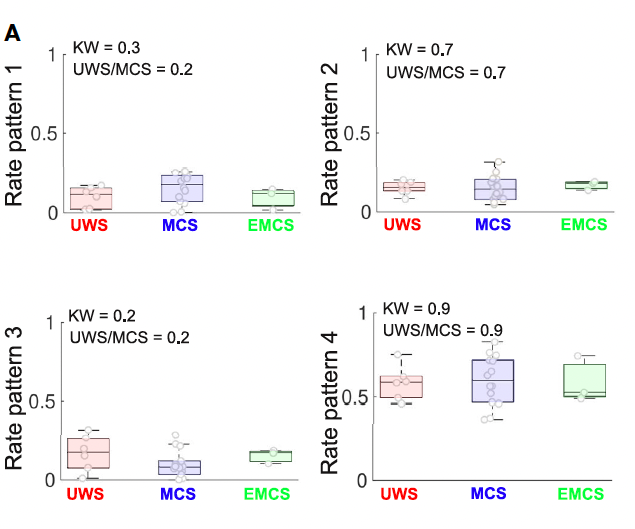 A
Rate pattern 1
KW = 0.3
UWS/MCS = 0.2
1
0.5
0
UWS
MCS
EMCS
Rate pattern 2
KW = 0.7
UWS/MCS = 0.7
1
0.5
0
UWS
MCS
EMCS
Rate pattern 3
KW = 0.2
UWS/MCS = 0.2
1
0.5
0
UWS
MCS
EMCS
Rate pattern 4
KW = 0.9
UWS/MCS = 0.9
1
0.5
0
UWS
MCS
EMCS